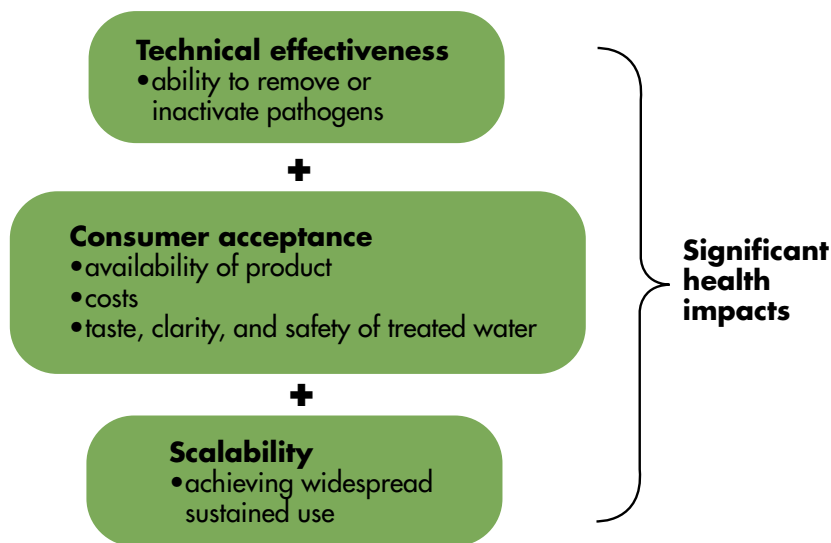 Technical effectiveness
•ability to remove or
inactivate pathogens
+
Consumer acceptance
•availability of product
•costs
•taste, clarity, and safety of treated water
+
Scalability
•achieving widespread
sustained use
Significant
health
impacts